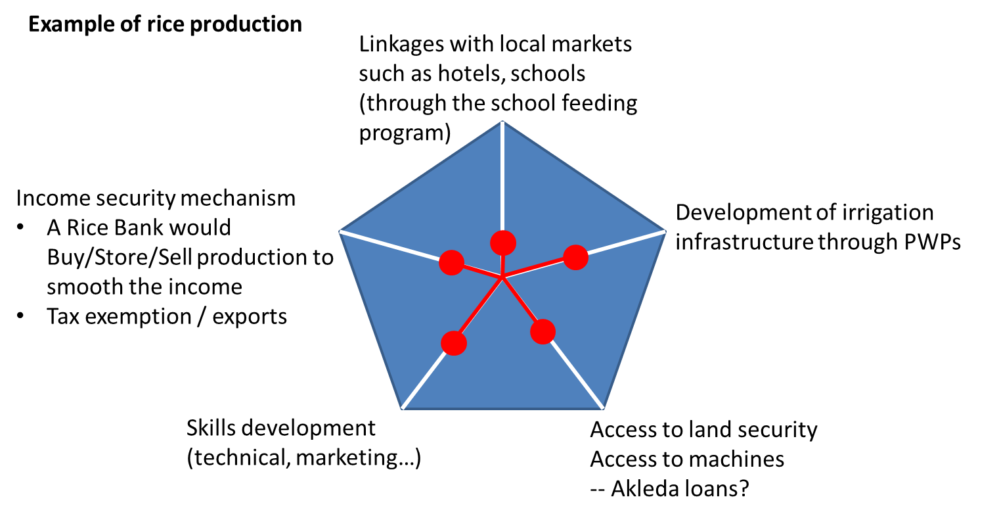 Example of rice production
Linkages with local markets
such as hotels, schools
(through the school feeding
program)
Income security mechanism
• A Rice Bank would
Buy/Store/Sell production to
smooth the income
• Tax exemption / exports
Development of irrigation
infrastructure through PWPs
Skills development
(technical, marketing…)
Access to land security
Access to machines
-- Akleda loans?